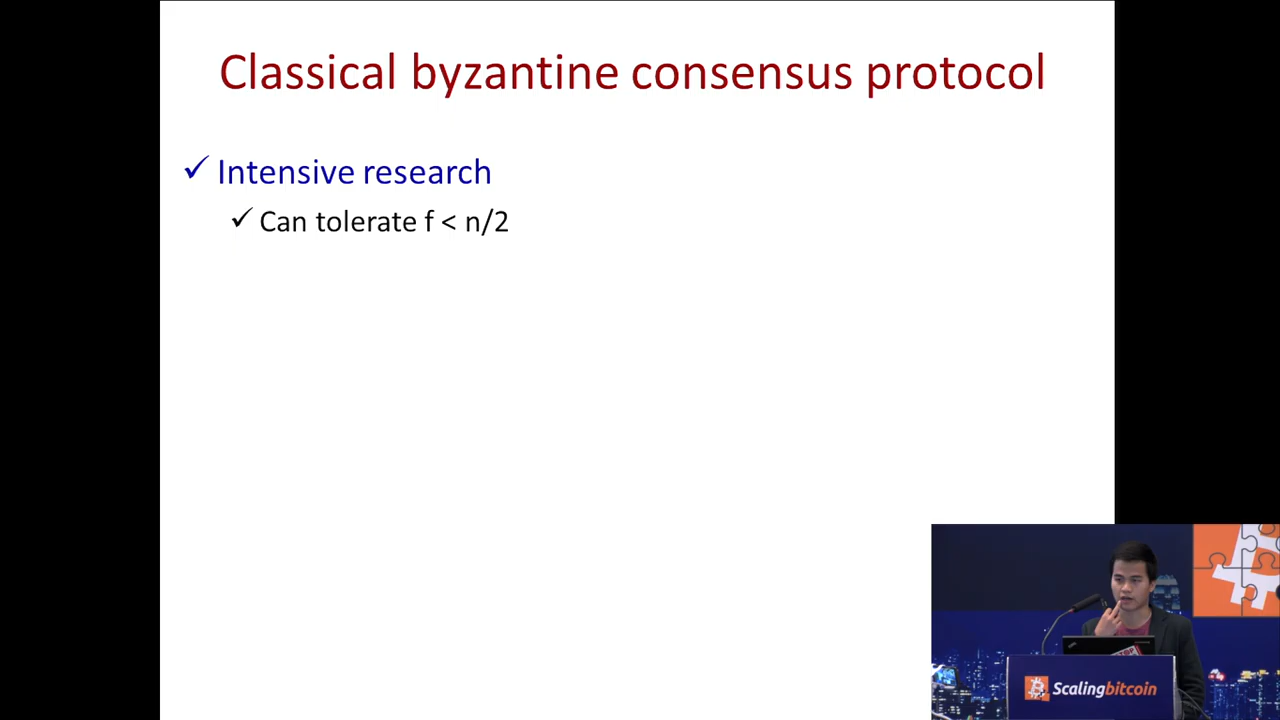 Classical byzantine consensus protocol
✓ Intensive research
✓ Can tolerate f < n/2
Scalingbitcoin